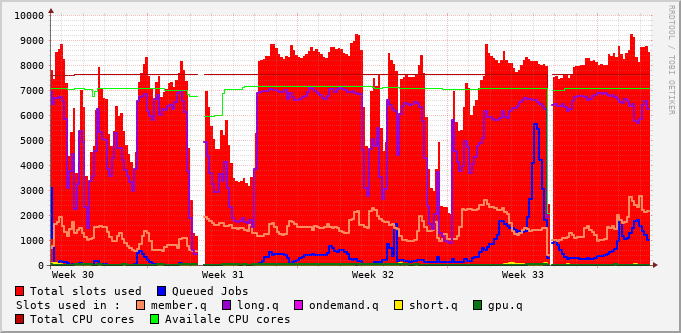 10000
9000
8000
7000
6000
5000
4000
3000
2000
1000
0
Week 30 Week 31 Week 32 Week 33
RRDTOOL / TOBI OETIKER
Total slots used Queued Jobs
Slots used in : member.q long.q ondemand.q short.q gpu.q
Total CPU cores Availale CPU cores